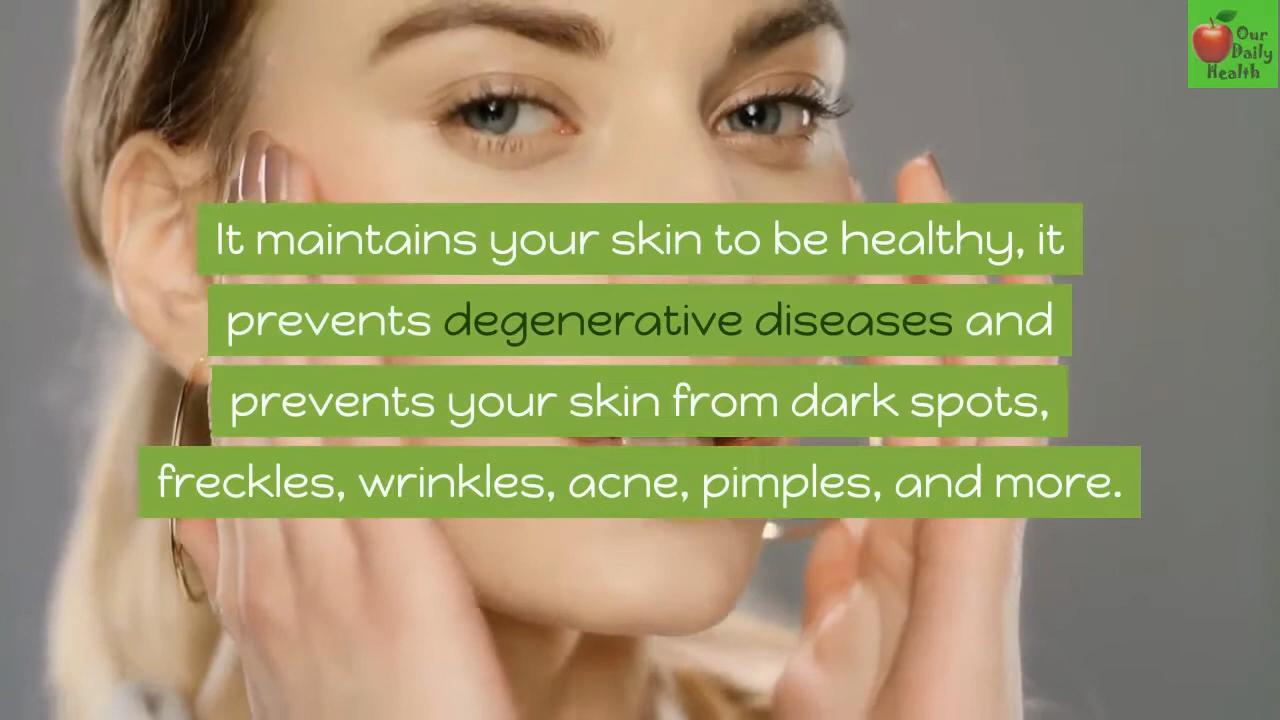 Our
Daily
Health
It maintains your skin to be healthy, it
prevents degenerative diseases and
prevents your skin from dark spots,
freckles, wrinkles, acne, pimples, and more.